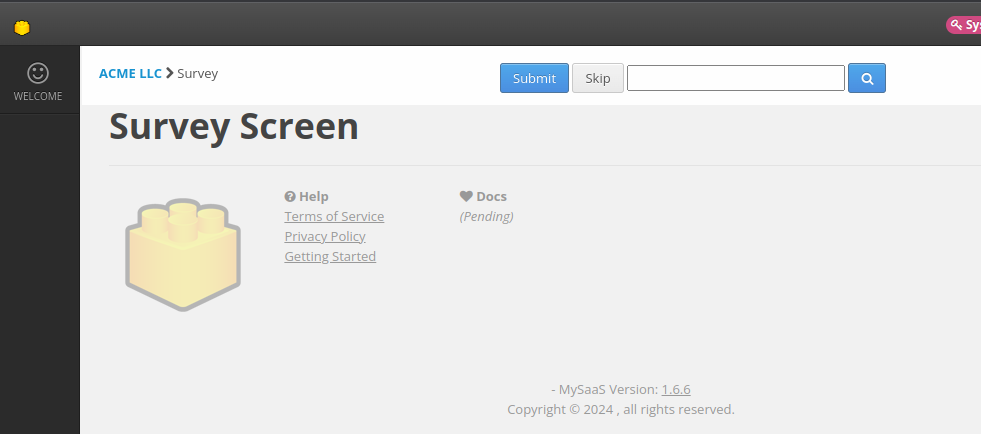 Sys
WELCOME
ACME LLC > Survey
Submit
Skip
Survey Screen
Help
Terms of Service
Privacy Policy
Getting Started
Docs
(Pending)
- MySaaS Version: 1.6.6
Copyright © 2024 , all rights reserved.